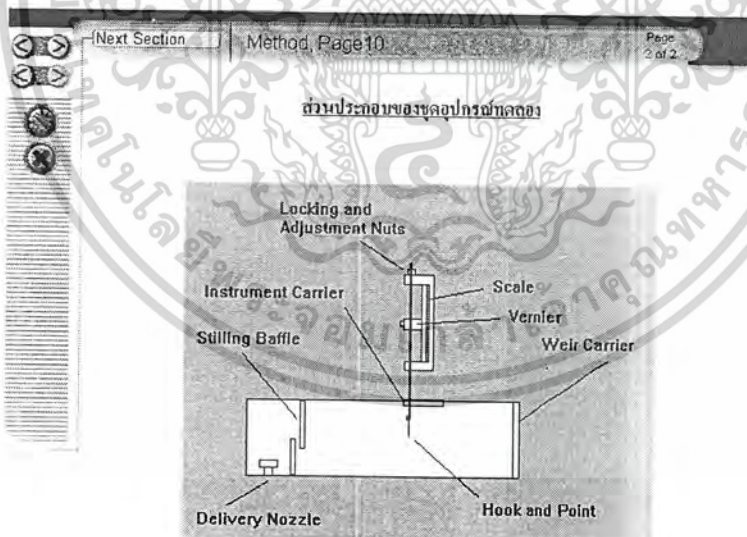 Next Section
Method, Page10
Page
2 of 2
ส่วนประกอบของชุดอุปกรณ์ทดลอง
Locking and
Adjustment Nuts
Instrument Carrier
Scale
Vernier
Stilling Baffle
Weir Carrier
Delivery Nozzle
Hook and Point